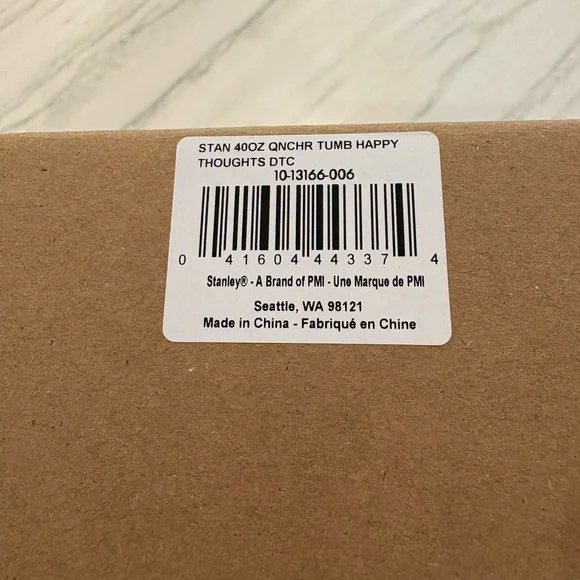 STAN 40OZ QNCHR TUMB HAPPY
THOUGHTS DTC
10-13166-006
0 41604 44337 4
Stanley® - A Brand of PMI - Une Marque de PMI
Seattle, WA 98121
Made in China - Fabriqué en Chine